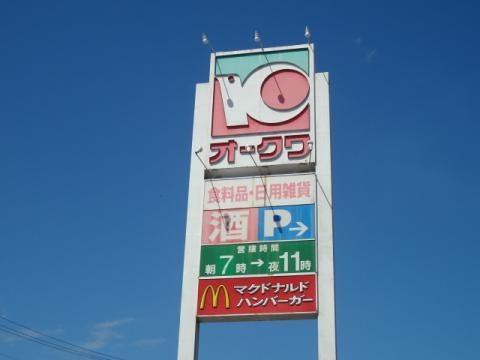 オークワ
食料品・日用雑貨
酒 P→
営業時間
朝7時→夜11時
マクドナルド
ハンバーガー